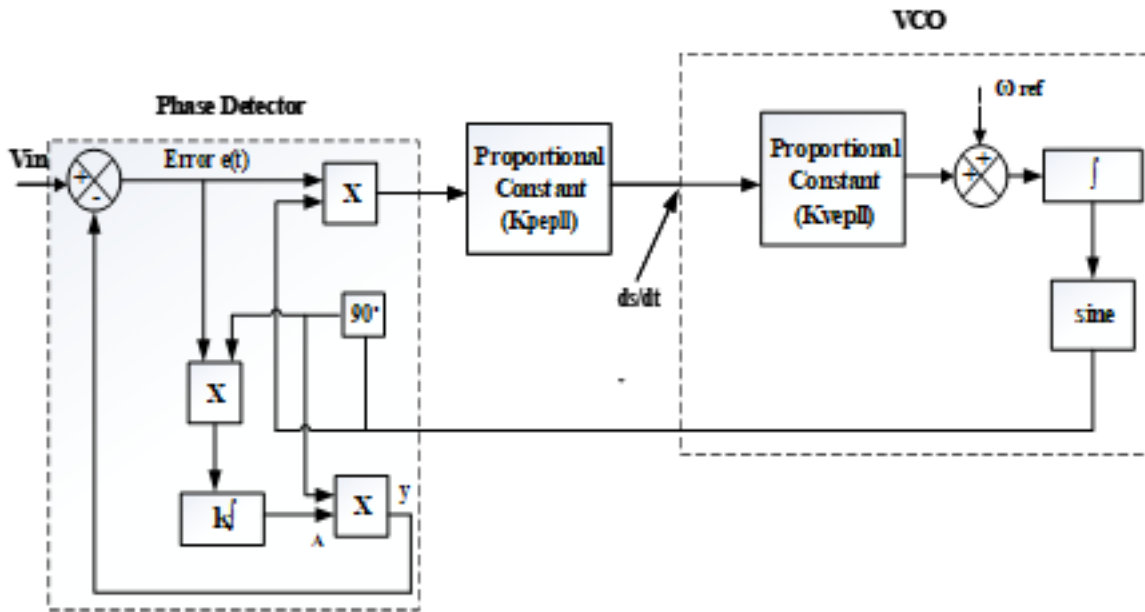 VCO
ω ref
Phase Detector
Vin
+
-
Error e(t)
X
Proportional
Constant
(Kpepll)
ds/dt
Proportional
Constant
(Kvepll)
+
+
∫
sine
90°
X
k∫
A
X
y